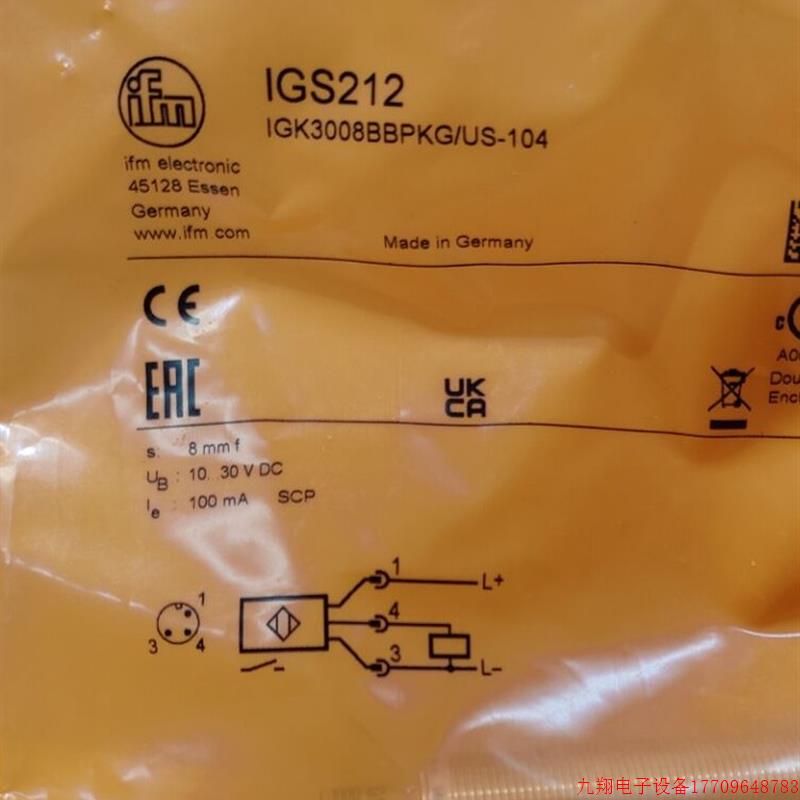 ifm
IGS212
IGK3008BBPKG/US-104
ifm electronic
45128 Essen
Germany
www.ifm.com
Made in Germany
CE
EAC
UK
CA
c
s: 8 mm f
UB : 10...30 V DC
Ie : 100 mA SCP
1
3 4
1 L+
4
3 L-
九翔电子设备17709648783